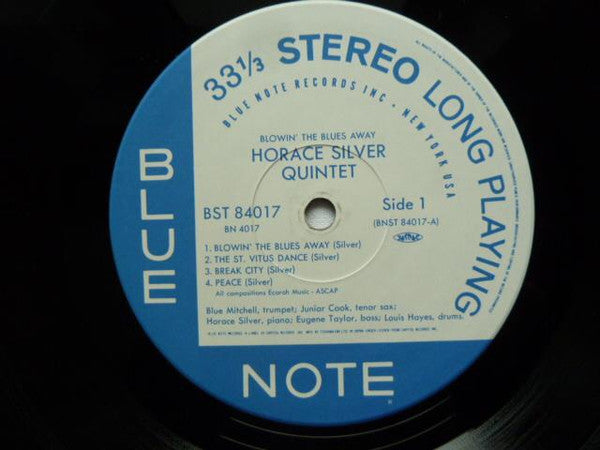 33 1/3 STEREO LONG PLAYING
BLUE NOTE RECORDS INC • NEW YORK USA
BLOWIN' THE BLUES AWAY
HORACE SILVER
QUINTET
BST 84017
BN 4017
Side 1
(BNST 84017-A)
1. BLOWIN' THE BLUES AWAY (Silver)
2. THE ST. VITUS DANCE (Silver)
3. BREAK CITY (Silver)
4. PEACE (Silver)
All compositions Ecaroh Music - ASCAP
Blue Mitchell, trumpet; Junior Cook, tenor sax;
Horace Silver, piano; Eugene Taylor, bass; Louis Hayes, drums.
BLUE
NOTE